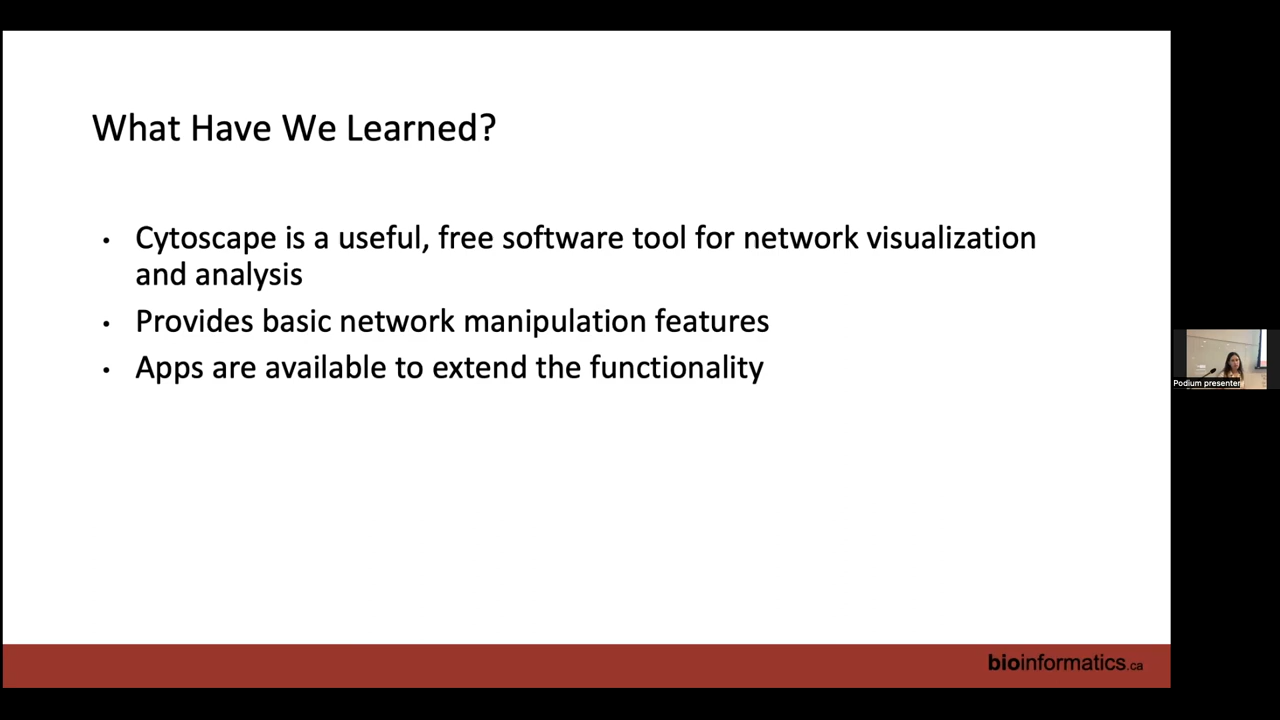 What Have We Learned?
• Cytoscape is a useful, free software tool for network visualization
and analysis
• Provides basic network manipulation features
• Apps are available to extend the functionality
Podium presenter
bioinformatics.ca